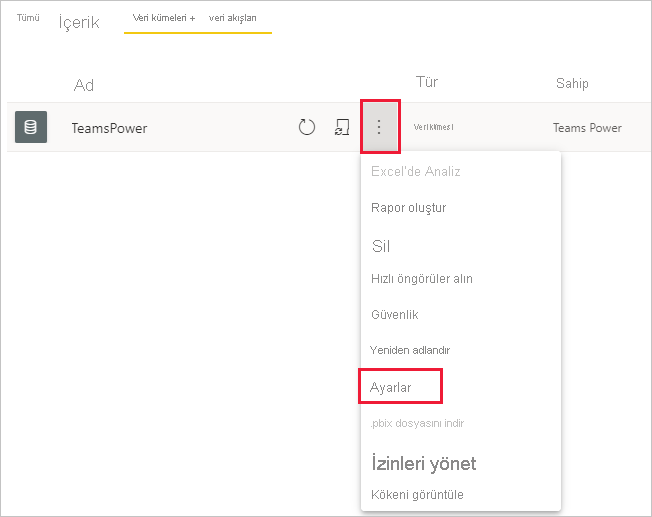 Tümü İçerik Veri kümeleri + veri akışları
Ad Tür Sahip
TeamsPower Veri kümesi Teams Power
Excel'de Analiz
Rapor oluştur
Sil
Hızlı öngörüler alın
Güvenlik
Yeniden adlandır
Ayarlar
.pbix dosyasını indir
İzinleri yönet
Kökeni görüntüle